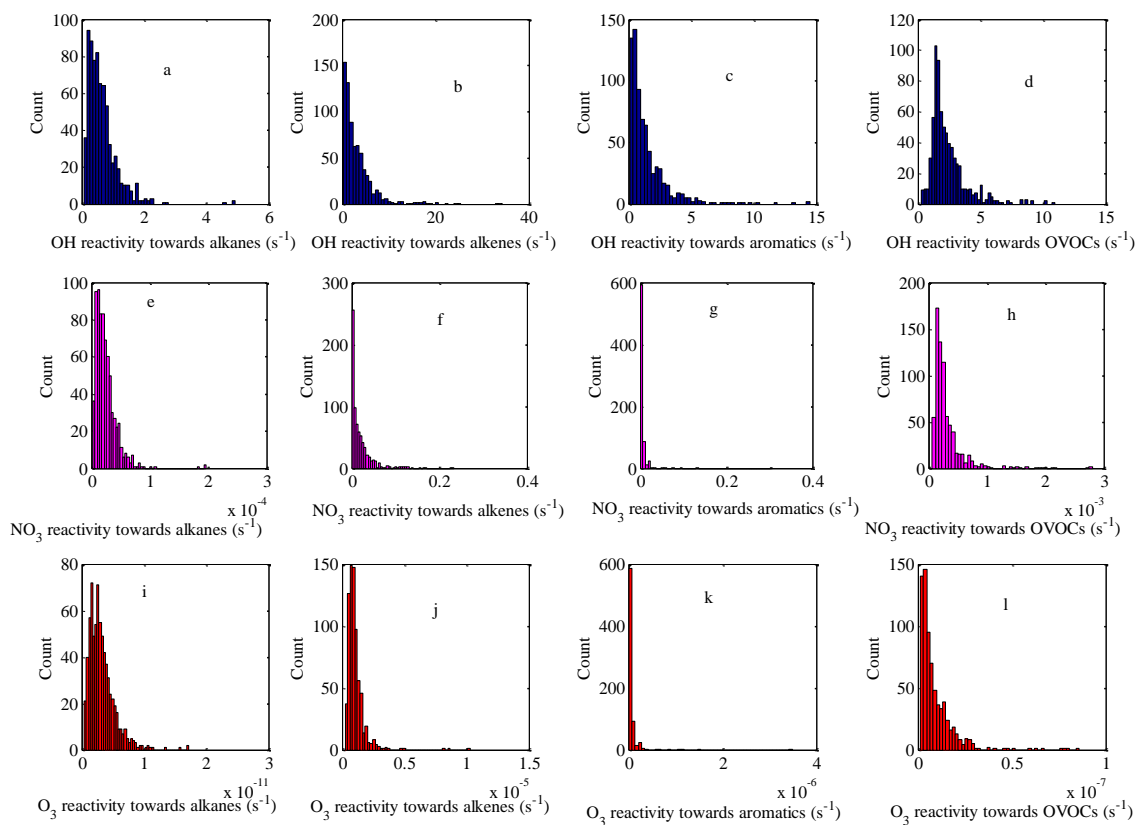 100
80
60
40
20
0
0 2 4 6
Count
a
OH reactivity towards alkanes (s-1)
200
150
100
50
0
0 20 40
Count
b
OH reactivity towards alkenes (s-1)
150
100
50
0
0 5 10 15
Count
c
OH reactivity towards aromatics (s-1)
120
100
80
60
40
20
0
0 5 10 15
Count
d
OH reactivity towards OVOCs (s-1)
100
80
60
40
20
0
0 1 2 3
x 10-4
Count
e
NO3 reactivity towards alkanes (s-1)
300
200
100
0
0 0.2 0.4
Count
f
NO3 reactivity towards alkenes (s-1)
600
400
200
0
0 0.2 0.4
Count
g
NO3 reactivity towards aromatics (s-1)
200
150
100
50
0
0 1 2 3
x 10-3
Count
h
NO3 reactivity towards OVOCs (s-1)
80
60
40
20
0
0 1 2 3
x 10-11
Count
i
O3 reactivity towards alkanes (s-1)
150
100
50
0
0 0.5 1 1.5
x 10-5
Count
j
O3 reactivity towards alkenes (s-1)
600
400
200
0
0 2 4
x 10-6
Count
k
O3 reactivity towards aromatics (s-1)
150
100
50
0
0 0.5 1
x 10-7
Count
l
O3 reactivity towards OVOCs (s-1)